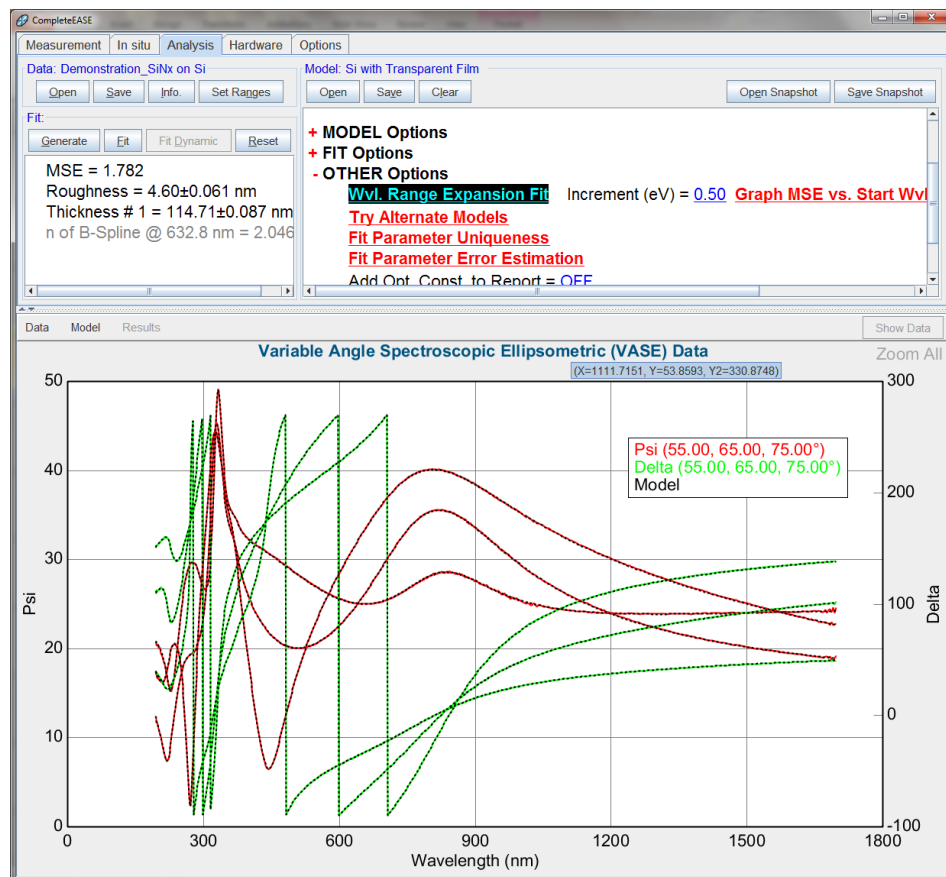 CompleteEASE
Measurement In situ Analysis Hardware Options
Data: Demonstration_SiNx on Si
Open Save Info. Set Ranges
Fit:
Generate Fit Fit Dynamic Reset
MSE = 1.782
Roughness = 4.60±0.061 nm
Thickness # 1 = 114.71±0.087 nm
n of B-Spline @ 632.8 nm = 2.046
Model: Si with Transparent Film
Open Save Clear Open Snapshot Save Snapshot
+ MODEL Options
+ FIT Options
- OTHER Options
Wvl. Range Expansion Fit Increment (eV) = 0.50 Graph MSE vs. Start Wvl
Try Alternate Models
Fit Parameter Uniqueness
Fit Parameter Error Estimation
Add Opt. Const. to Report = OFF
Data Model Results Show Data
Variable Angle Spectroscopic Ellipsometric (VASE) Data
Zoom All
(X=1111.7151, Y=53.8593, Y2=330.8748)
Psi (55.00, 65.00, 75.00°)
Delta (55.00, 65.00, 75.00°)
Model
50
40
30
20
10
0
Psi
300
200
100
0
-100
Delta
0 300 600 900 1200 1500 1800
Wavelength (nm)